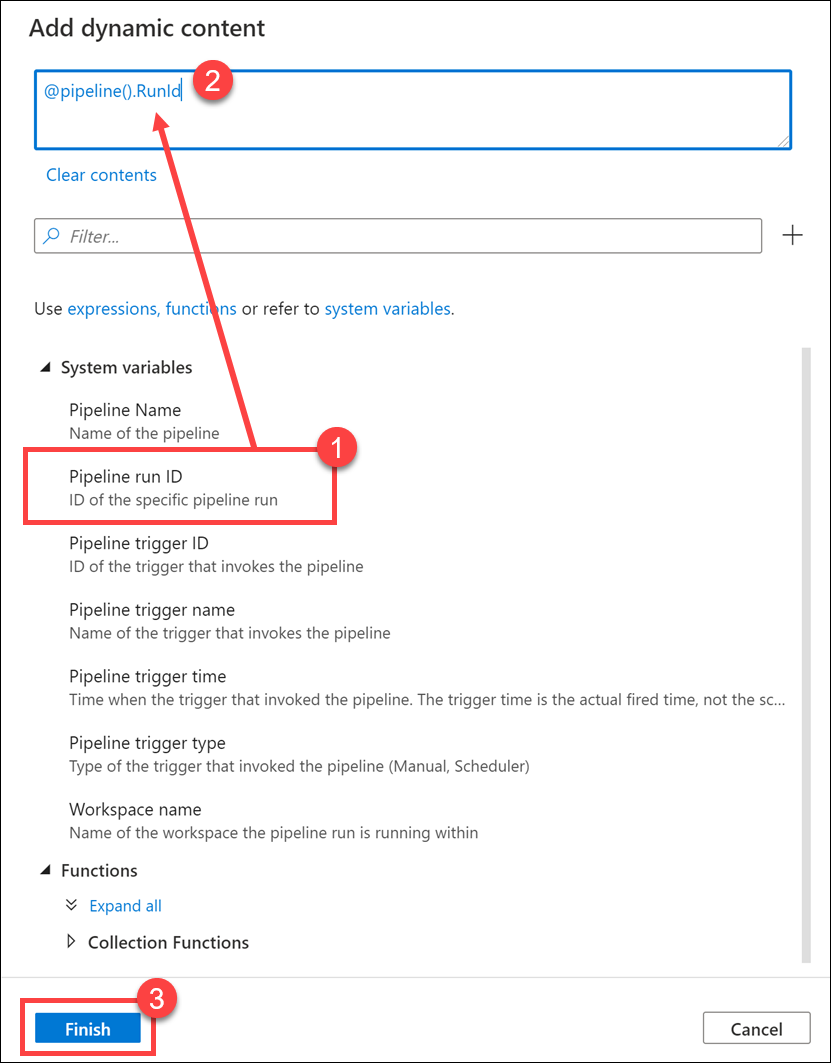 Add dynamic content
@pipeline().RunId
2
Clear contents
Filter...
Use expressions, functions or refer to system variables.
System variables
Pipeline Name
Name of the pipeline
1
Pipeline run ID
ID of the specific pipeline run
Pipeline trigger ID
ID of the trigger that invokes the pipeline
Pipeline trigger name
Name of the trigger that invokes the pipeline
Pipeline trigger time
Time when the trigger that invoked the pipeline. The trigger time is the actual fired time, not the sc...
Pipeline trigger type
Type of the trigger that invoked the pipeline (Manual, Scheduler)
Workspace name
Name of the workspace the pipeline run is running within
Functions
Expand all
Collection Functions
3
Finish
Cancel